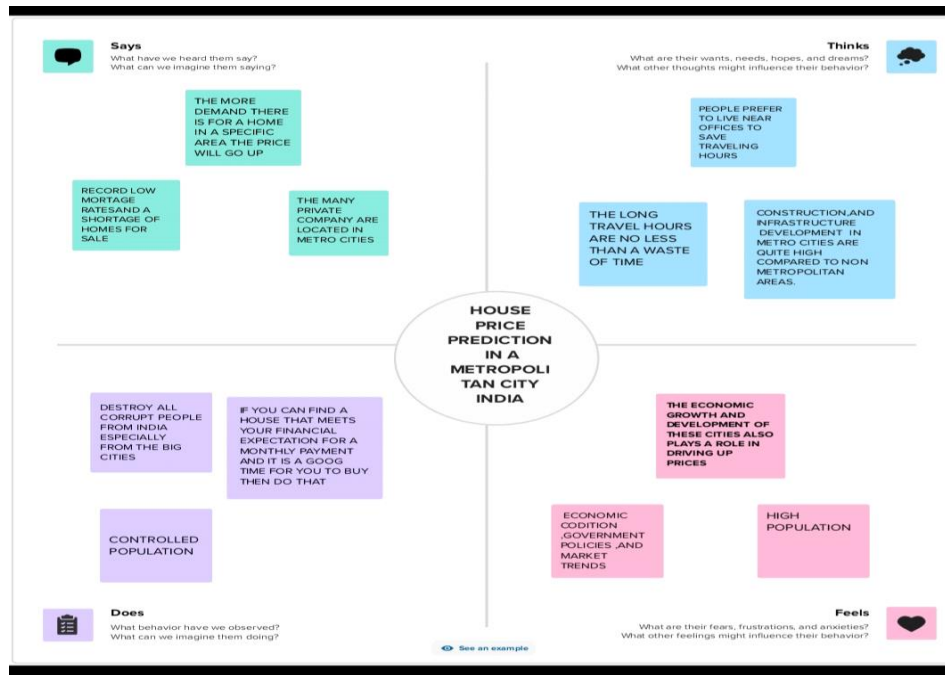 Says
What have we heard them say?
What can we imagine them saying?
THE MORE
DEMAND THERE
IS FOR A HOME
IN A SPECIFIC
AREA THE PRICE
WILL GO UP
RECORD LOW
MORTAGE
RATESAND A
SHORTAGE OF
HOMES FOR
SALE
THE MANY
PRIVATE
COMPANY ARE
LOCATED IN
METRO CITIES
Thinks
What are their wants, needs, hopes, and dreams?
What other thoughts might influence their behavior?
PEOPLE PREFER
TO LIVE NEAR
OFFICES TO
SAVE
TRAVELING
HOURS
THE LONG
TRAVEL HOURS
ARE NO LESS
THAN A WASTE
OF TIME
CONSTRUCTION,AND
INFRASTRUCTURE
DEVELOPMENT IN
METRO CITIES ARE
QUITE HIGH
COMPARED TO NON
METROPOLITAN
AREAS.
HOUSE
PRICE
PREDICTION
IN A
METROPOLI
TAN CITY
INDIA
DESTROY ALL
CORRUPT PEOPLE
FROM INDIA
ESPECIALLY
FROM THE BIG
CITIES
IF YOU CAN FIND A
HOUSE THAT MEETS
YOUR FINANCIAL
EXPECTATION FOR A
MONTHLY PAYMENT
AND IT IS A GOOG
TIME FOR YOU TO BUY
THEN DO THAT
CONTROLLED
POPULATION
Does
What behavior have we observed?
What can we imagine them doing?
THE ECONOMIC
GROWTH AND
DEVELOPMENT OF
THESE CITIES ALSO
PLAYS A ROLE IN
DRIVING UP
PRICES
ECONOMIC
CODITION
,GOVERNMENT
POLICIES ,AND
MARKET
TRENDS
HIGH
POPULATION
Feels
What are their fears, frustrations, and anxieties?
What other feelings might influence their behavior?
See an example